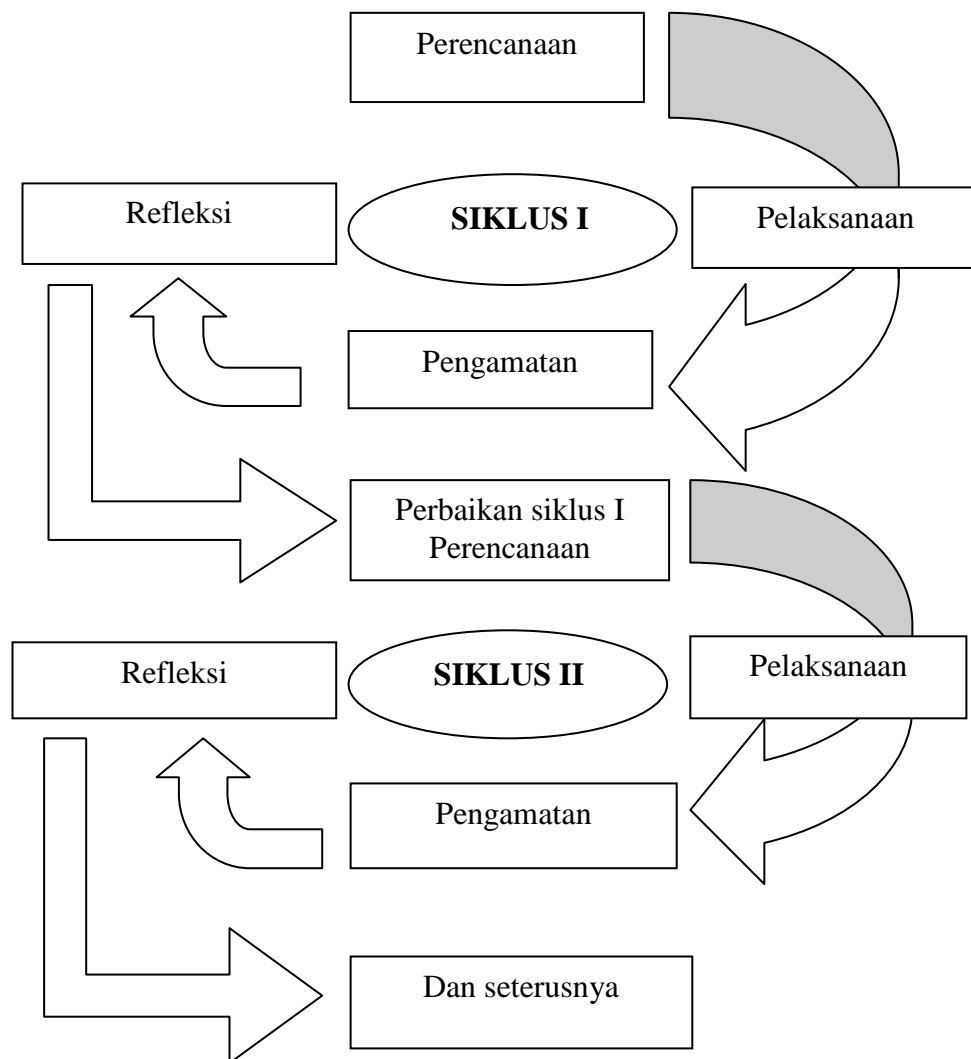 Perencanaan
Refleksi
SIKLUS I
Pelaksanaan
Pengamatan
Perbaikan siklus I
Perencanaan
Refleksi
SIKLUS II
Pelaksanaan
Pengamatan
Dan seterusnya